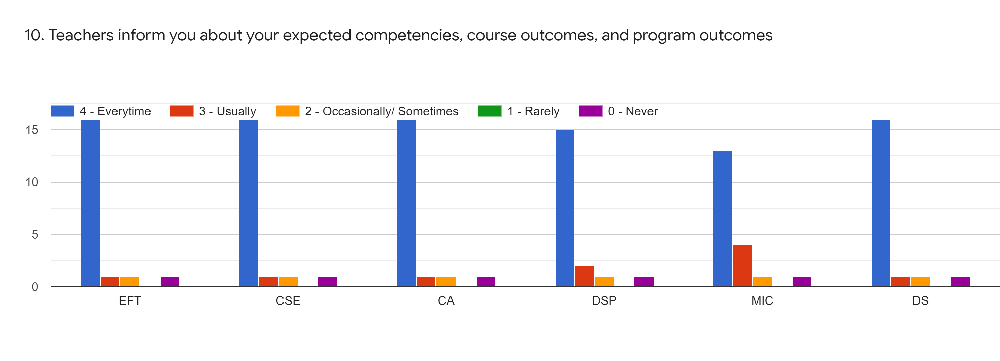 10. Teachers inform you about your expected competencies, course outcomes, and program outcomes
4 - Everytime 3 - Usually 2 - Occasionally/ Sometimes 1 - Rarely 0 - Never
15
10
5
0
EFT CSE CA DSP MIC DS